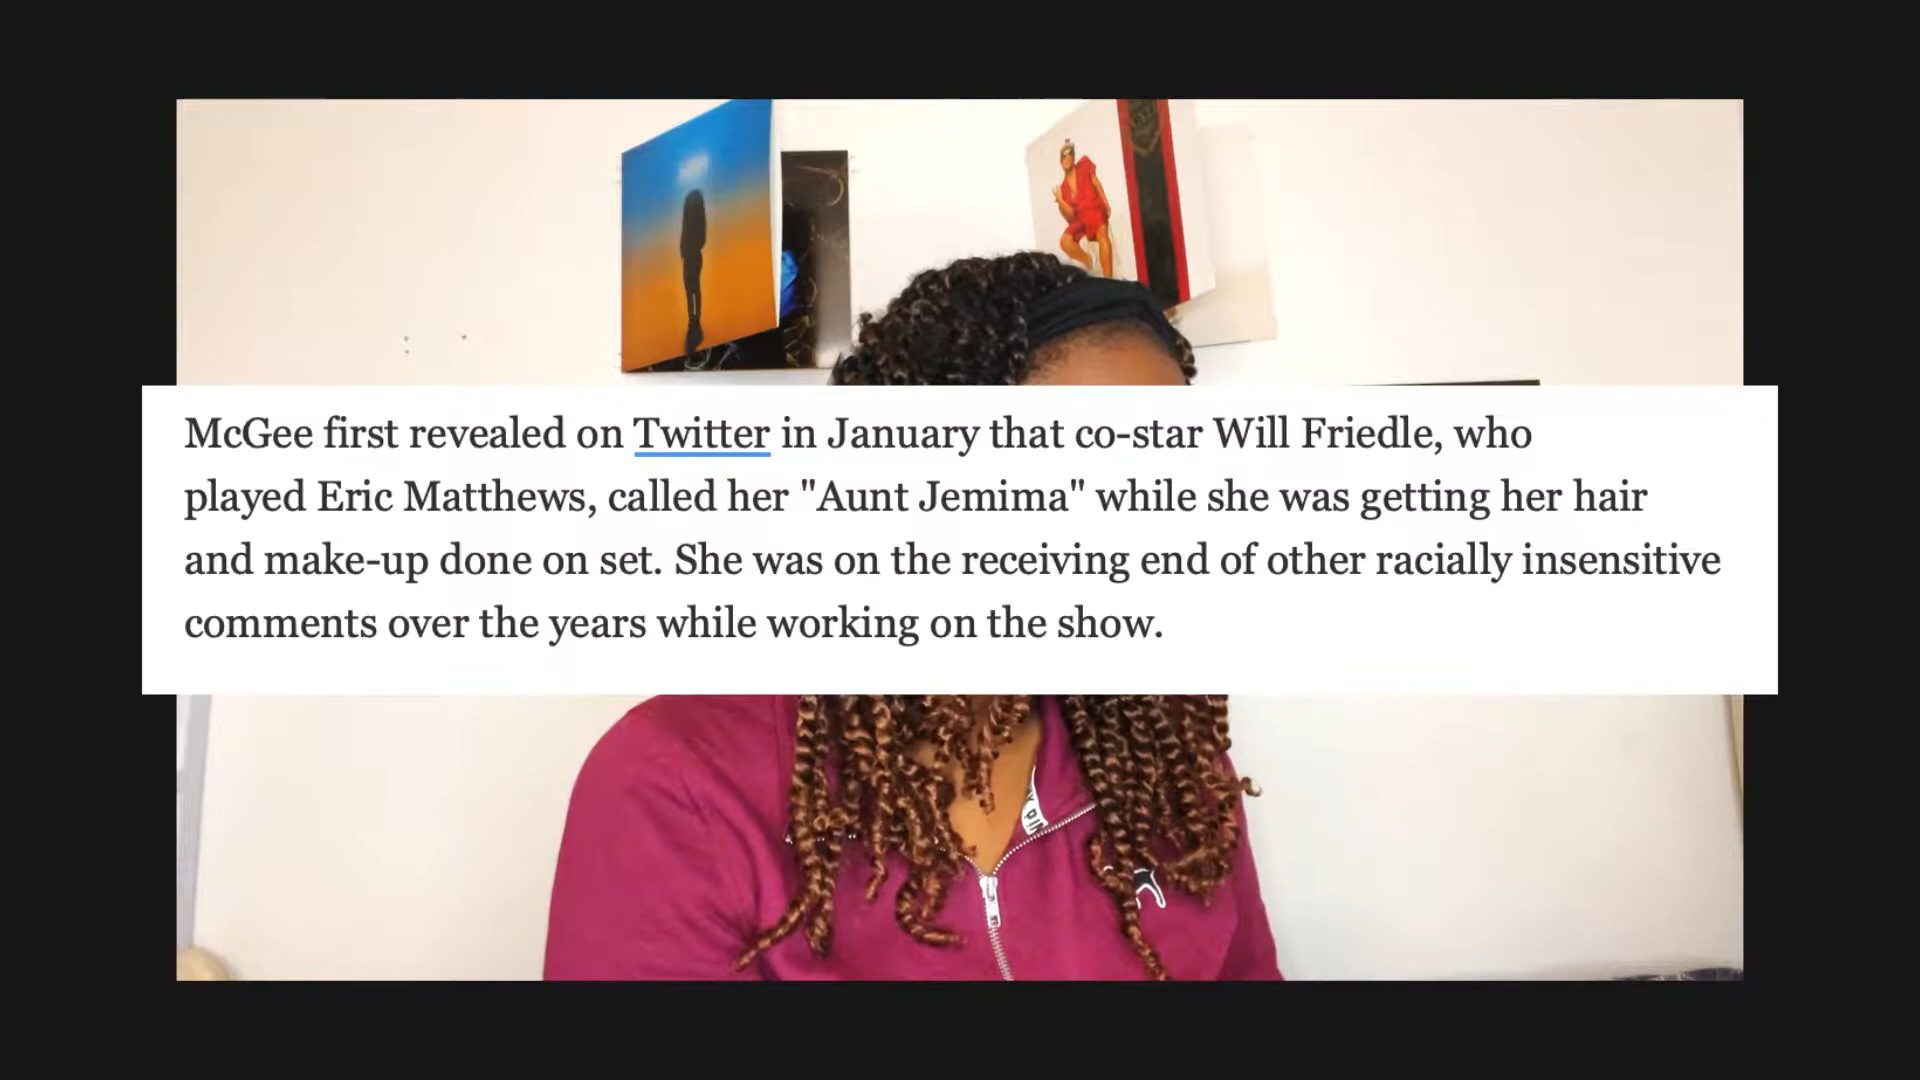 McGee first revealed on Twitter in January that co-star Will Friedle, who
played Eric Matthews, called her "Aunt Jemima" while she was getting her hair
and make-up done on set. She was on the receiving end of other racially insensitive
comments over the years while working on the show.